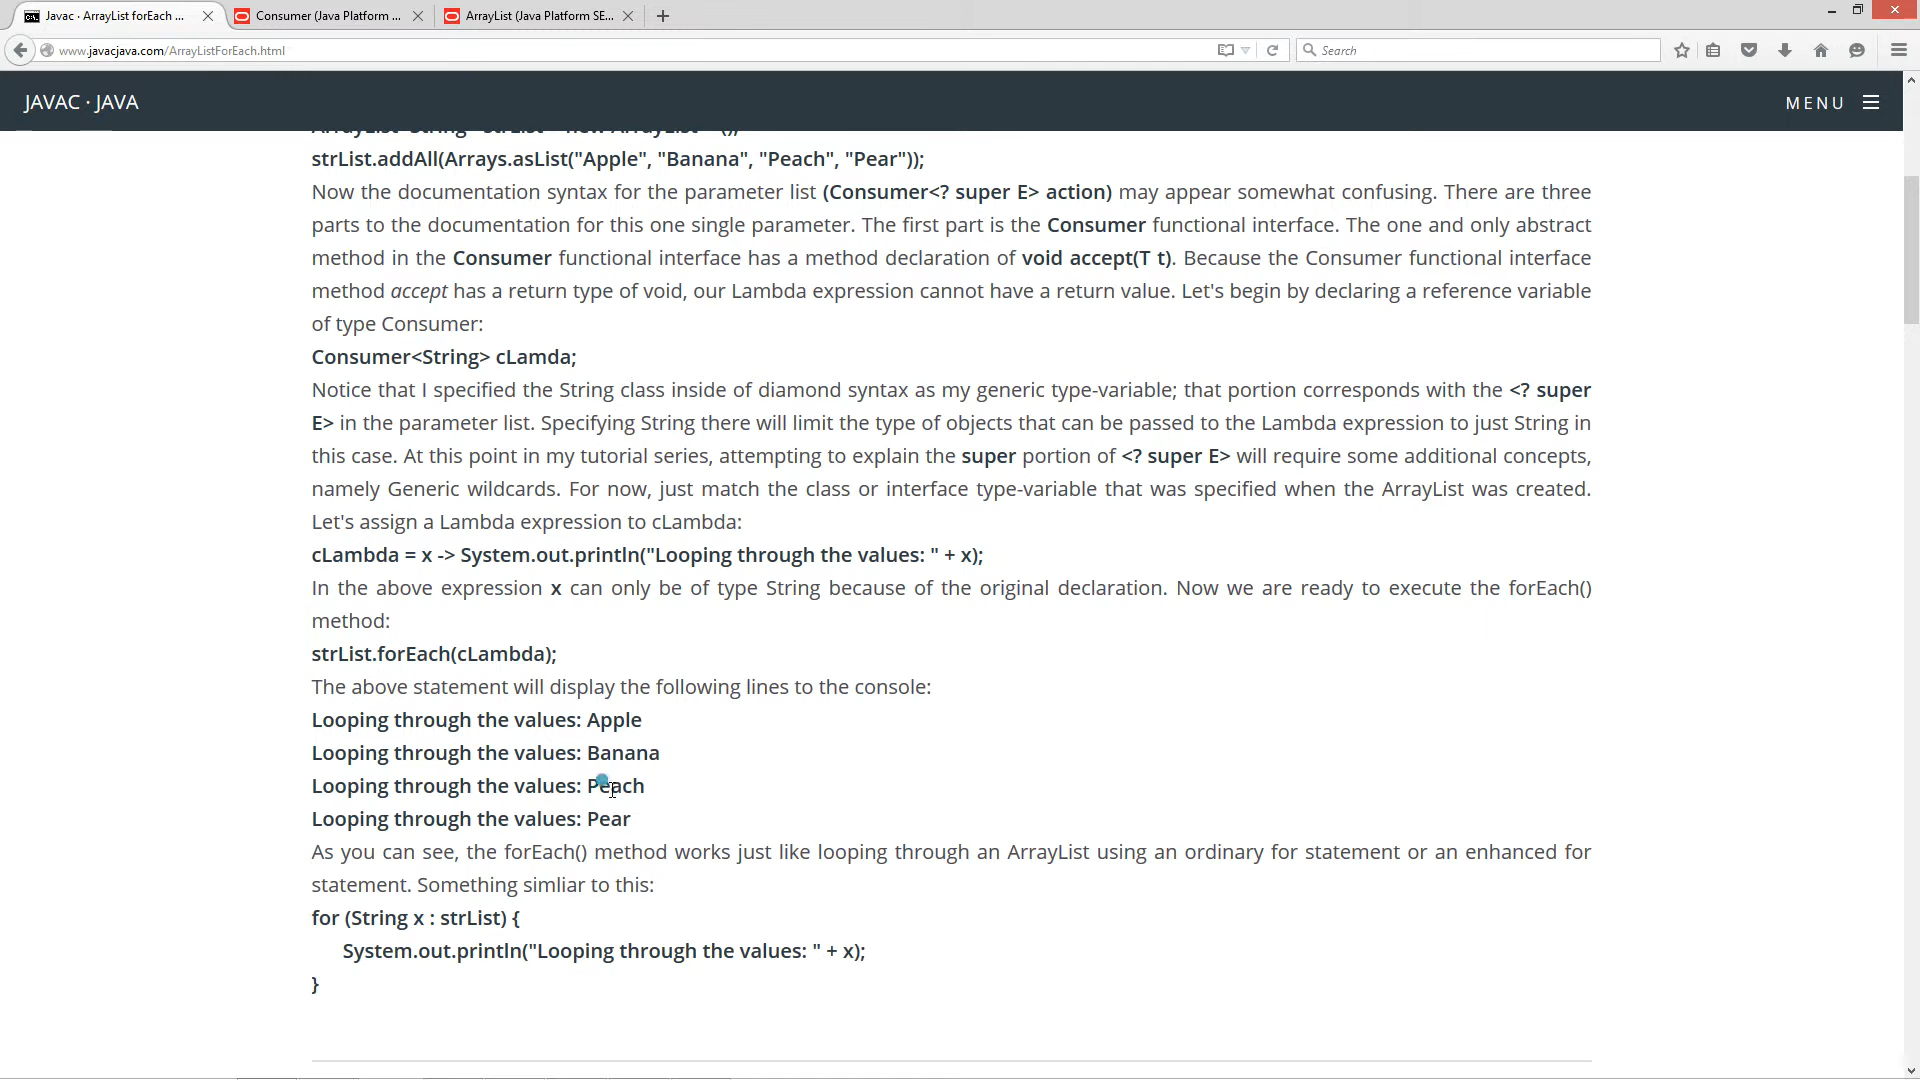 Javac · ArrayList forEach ...
Consumer (Java Platform ...
ArrayList (Java Platform SE...
www.javacjava.com/ArrayListForEach.html
Search
JAVAC · JAVA
MENU
strList.addAll(Arrays.asList("Apple", "Banana", "Peach", "Pear"));
Now the documentation syntax for the parameter list (Consumer<? super E> action) may appear somewhat confusing. There are three
parts to the documentation for this one single parameter. The first part is the Consumer functional interface. The one and only abstract
method in the Consumer functional interface has a method declaration of void accept(T t). Because the Consumer functional interface
method accept has a return type of void, our Lambda expression cannot have a return value. Let's begin by declaring a reference variable
of type Consumer:
Consumer<String> cLamda;
Notice that I specified the String class inside of diamond syntax as my generic type-variable; that portion corresponds with the <? super
E> in the parameter list. Specifying String there will limit the type of objects that can be passed to the Lambda expression to just String in
this case. At this point in my tutorial series, attempting to explain the super portion of <? super E> will require some additional concepts,
namely Generic wildcards. For now, just match the class or interface type-variable that was specified when the ArrayList was created.
Let's assign a Lambda expression to cLambda:
cLambda = x -> System.out.println("Looping through the values: " + x);
In the above expression x can only be of type String because of the original declaration. Now we are ready to execute the forEach()
method:
strList.forEach(cLambda);
The above statement will display the following lines to the console:
Looping through the values: Apple
Looping through the values: Banana
Looping through the values: Peach
Looping through the values: Pear
As you can see, the forEach() method works just like looping through an ArrayList using an ordinary for statement or an enhanced for
statement. Something simliar to this:
for (String x : strList) {
System.out.println("Looping through the values: " + x);
}